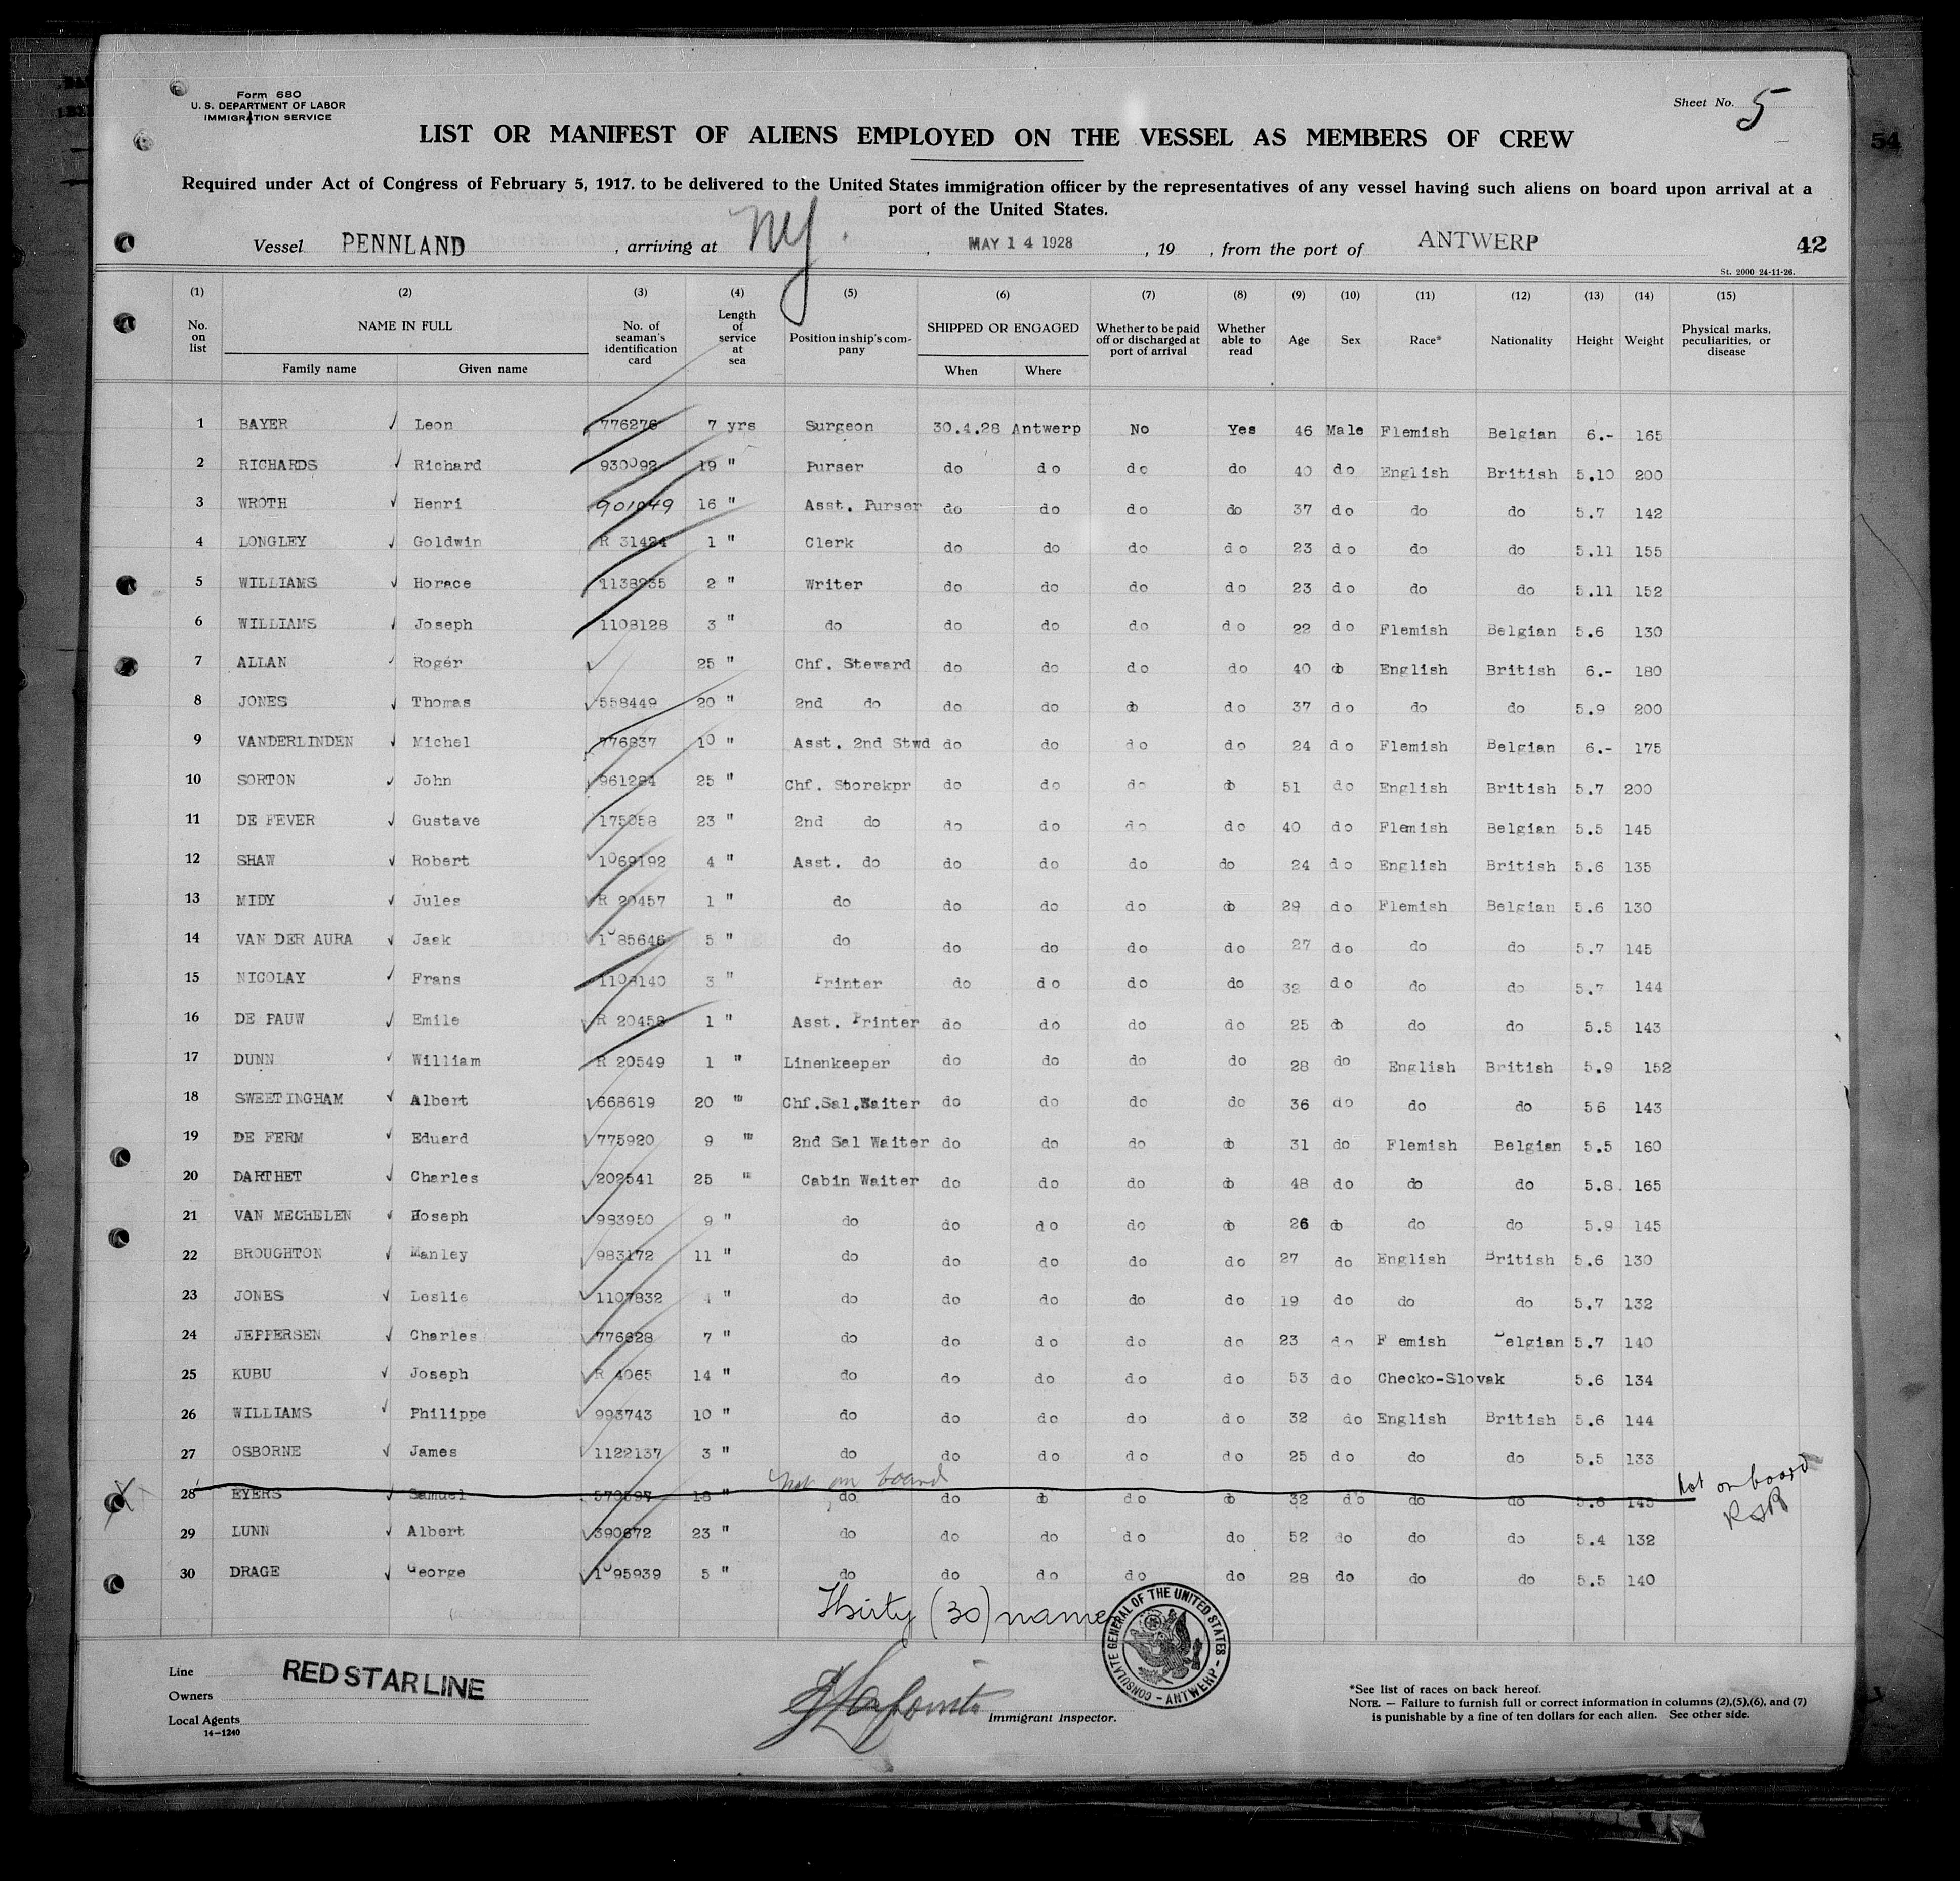 Form 680
U. S. DEPARTMENT OF LABOR
IMMIGRATION SERVICE
Sheet No. 5
54
LIST OR MANIFEST OF ALIENS EMPLOYED ON THE VESSEL AS MEMBERS OF CREW
Required under Act of Congress of February 5, 1917. to be delivered to the United States immigration officer by the representatives of any vessel having such aliens on board upon arrival at a
port of the United States.
Vessel PENNLAND , arriving at NY. , MAY 14 1928 , 19 , from the port of ANTWERP 42
St. 2000 24-11-26.
(1) (2) (3) (4) (5) (6) (7) (8) (9) (10) (11) (12) (13) (14) (15)
No. on list NAME IN FULL No. of seaman's identification card Length of service at sea Position in ship's company SHIPPED OR ENGAGED Whether to be paid off or discharged at port of arrival Whether able to read Age Sex Race* Nationality Height Weight Physical marks, peculiarities, or disease
Family name Given name When Where
1 BAYER Leon 776276 7 yrs Surgeon 30.4.28 Antwerp No Yes 46 Male Flemish Belgian 6.- 165
2 RICHARDS Richard 930092 19 " Purser do do do do 40 do English British 5.10 200
3 WROTH Henri 901049 16 " Asst. Purser do do do do 37 do do do 5.7 142
4 LONGLEY Goldwin R 31424 1 " Clerk do do do do 23 do do do 5.11 155
5 WILLIAMS Horace 1138935 2 " Writer do do do do 23 do do do 5.11 152
6 WILLIAMS Joseph 1108128 3 " do do do do do 22 do Flemish Belgian 5.6 130
7 ALLAN Rogér 25 " Chf. Steward do do do do 40 do English British 6.- 180
8 JONES Thomas 558449 20 " 2nd do do do do do 37 do do do 5.9 200
9 VANDERLINDEN Michel 776837 10 " Asst. 2nd Stwd do do do do 24 do Flemish Belgian 6.- 175
10 SORTON John 961284 25 " Chf. Storekpr do do do do 51 do English British 5.7 200
11 DE FEVER Gustave 175058 23 " 2nd do do do do do 40 do Flemish Belgian 5.5 145
12 SHAW Robert 1069192 4 " Asst. do do do do do 24 do English British 5.6 135
13 MIDY Jules R 20457 1 " do do do do do 29 do Flemish Belgian 5.6 130
14 VAN DER AURA Jack 1085646 5 " do do do do do 27 do do do 5.7 145
15 NICOLAY Frans 1108140 3 " Printer do do do do 32 do do do 5.7 144
16 DE PAUW Emile R 20458 1 " Asst. Printer do do do do 25 do do do 5.5 143
17 DUNN William R 20549 1 " Linenkeeper do do do do 28 do English British 5.9 152
18 SWEETINGHAM Albert 668619 20 " Chf.Sal.Waiter do do do do 36 do do do 56 143
19 DE FERM Eduard 775920 9 " 2nd Sal Waiter do do do do 31 do Flemish Belgian 5.5 160
20 DARTHET Charles 202541 25 " Cabin Waiter do do do do 48 do do do 5.8. 165
21 VAN MECHELEN Hoseph 983950 9 " do do do do do 26 do do do 5.9 145
22 BROUGHTON Manley 983172 11 " do do do do do 27 do English British 5.6 130
23 JONES Leslie 1107832 4 " do do do do do 19 do do do 5.7 132
24 JEPPERSEN Charles 776628 7 " do do do do do 23 do F emish Belgian 5.7 140
25 KUBU Joseph R 4065 14 " do do do do do 53 do Checko-Slovak 5.6 134
26 WILLIAMS Philippe 993743 10 " do do do do do 32 do English British 5.6 144
27 OSBORNE James 1122137 3 " do do do do do 25 do do do 5.5 133
not on board
28 EYERS Samuel 570597 18 " do do do do do 32 do do do 5.6 145 not on board
RSR
29 LUNN Albert 390672 23 " do do do do do 52 do do do 5.4 132
30 DRAGE George 1095939 5 " do do do do do 28 do do do 5.5 140
Thirty (30) names
CONSULATE GENERAL OF THE UNITED STATES - ANTWERP -
Line RED STAR LINE
Owners
Local Agents
14-1240
Immigrant Inspector.
*See list of races on back hereof.
NOTE. — Failure to furnish full or correct information in columns (2),(5),(6), and (7)
is punishable by a fine of ten dollars for each alien. See other side.